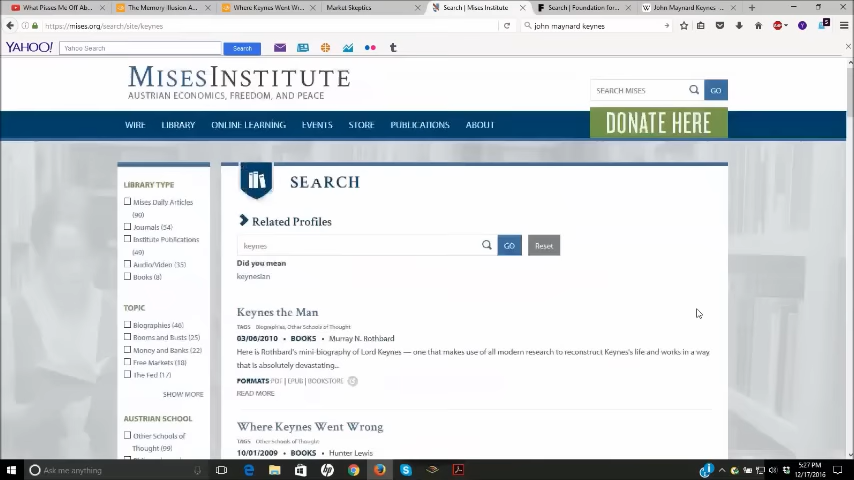 What Pisses Me Off Ab...
The Memory Illusion A...
Where Keynes Went Wr...
Market Skeptics
Search | Mises Institute
Search | Foundation for...
John Maynard Keynes
https://mises.org/search/site/keynes
john maynard keynes
YAHOO!
Yahoo Search
Search
MISESINSTITUTE
AUSTRIAN ECONOMICS, FREEDOM, AND PEACE
SEARCH MISES
GO
DONATE HERE
WIRE
LIBRARY
ONLINE LEARNING
EVENTS
STORE
PUBLICATIONS
ABOUT
LIBRARY TYPE
Mises Daily Articles
(90)
Journals (54)
Institute Publications
(49)
Audio/Video (35)
Books (8)
TOPIC
Biographies (46)
Booms and Busts (25)
Money and Banks (22)
Free Markets (18)
The Fed (17)
SHOW MORE
AUSTRIAN SCHOOL
Other Schools of
Thought (99)
SEARCH
Related Profiles
keynes
GO
Reset
Did you mean
keynesian
Keynes the Man
TAGS Biographies, Other Schools of Thought
03/06/2010 • BOOKS • Murray N. Rothbard
Here is Rothbard's mini-biography of Lord Keynes — one that makes use of all modern research to reconstruct Keynes's life and works in a way
that is absolutely devastating...
FORMATS PDF | EPUB | BOOKSTORE
READ MORE
Where Keynes Went Wrong
TAGS Other Schools of Thought
10/01/2009 • BOOKS • Hunter Lewis
Ask me anything
5:27 PM
12/17/2016